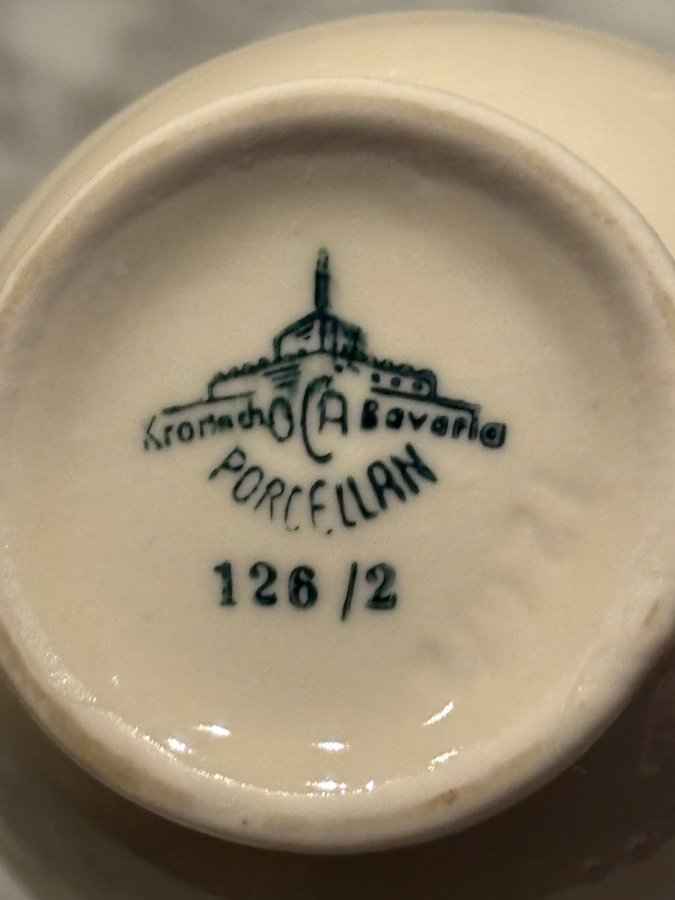 Kronach OCA Bavaria
PORCELLAN
126 /2